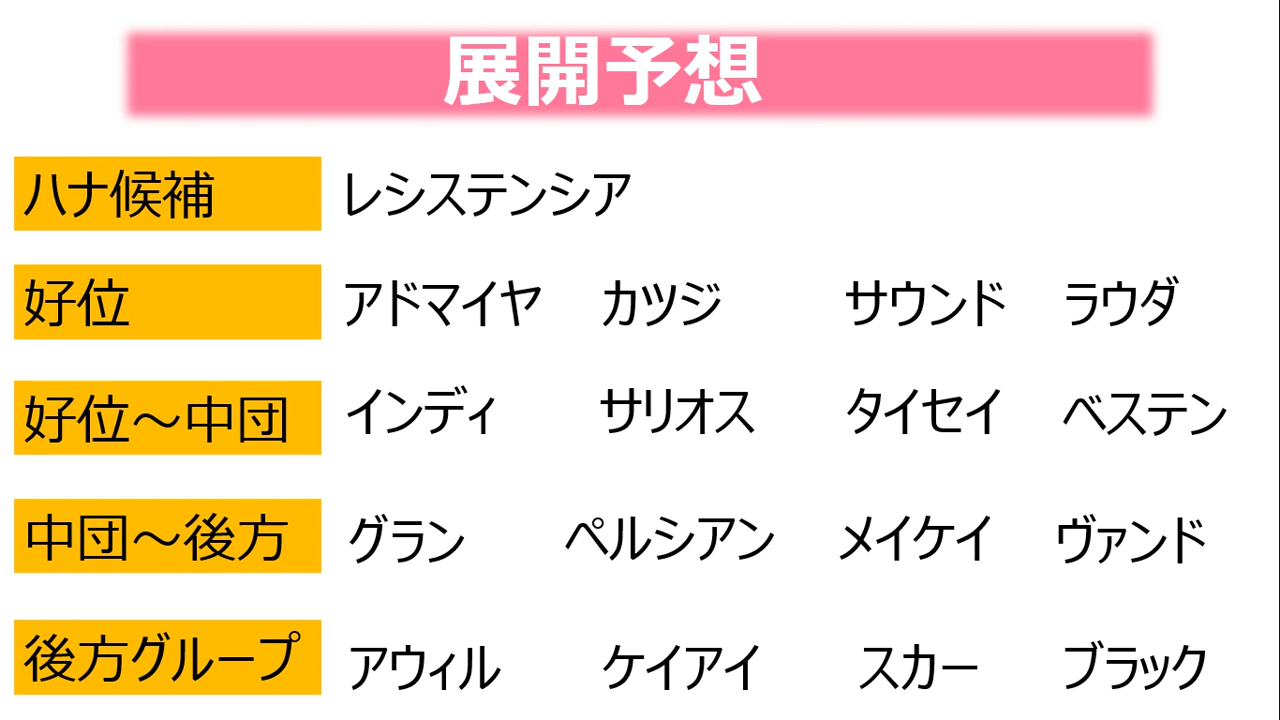 展開予想
ハナ候補 レシステンシア
好位 アドマイヤ カツジ サウンド ラウダ
好位～中団 インディ サリオス タイセイ ベステン
中団～後方 グラン ペルシアン メイケイ ヴァンド
後方グループ アウィル ケイアイ スカー ブラック